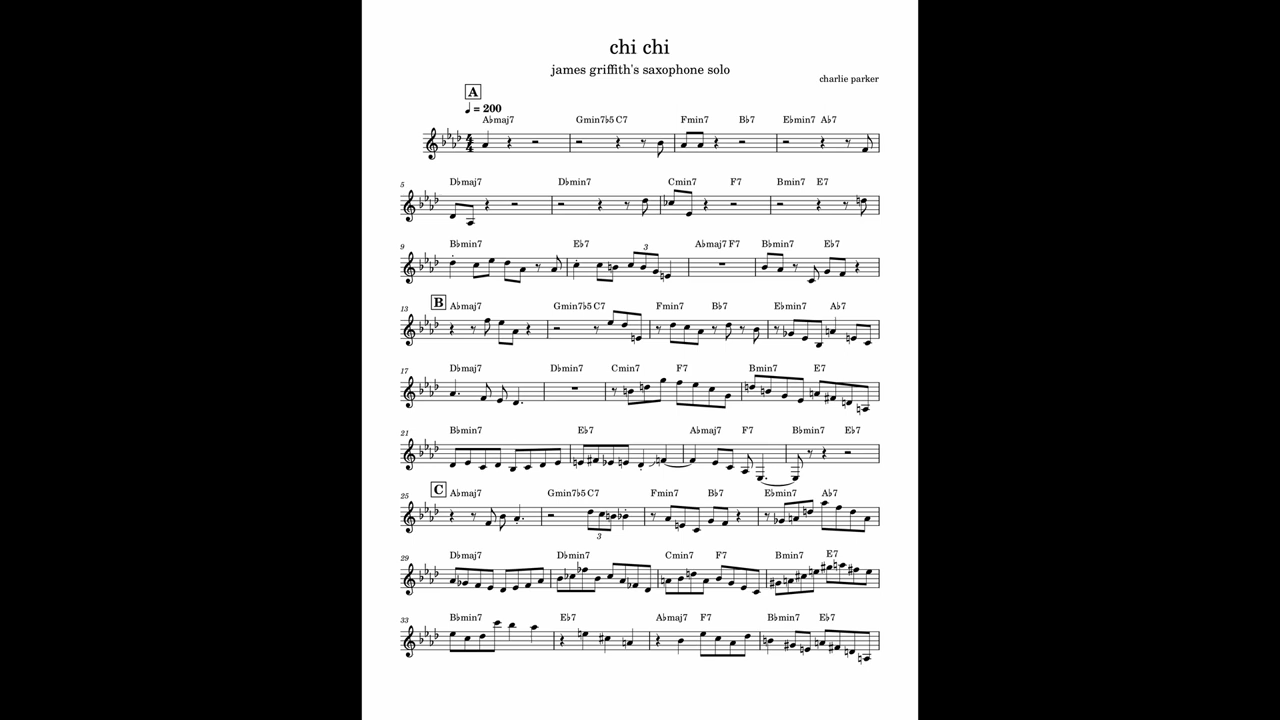 chi chi
james griffith's saxophone solo
charlie parker
A
♩ = 200
A♭maj7 Gmin7♭5 C7 Fmin7 B♭7 E♭min7 A♭7
4
4
5
D♭maj7 D♭min7 Cmin7 F7 Bmin7 E7
9
B♭min7 E♭7 A♭maj7 F7 B♭min7 E♭7
3
B
13
A♭maj7 Gmin7♭5 C7 Fmin7 B♭7 E♭min7 A♭7
17
D♭maj7 D♭min7 Cmin7 F7 Bmin7 E7
21
B♭min7 E♭7 A♭maj7 F7 B♭min7 E♭7
C
25
A♭maj7 Gmin7♭5 C7 Fmin7 B♭7 E♭min7 A♭7
3
29
D♭maj7 D♭min7 Cmin7 F7 Bmin7 E7
33
B♭min7 E♭7 A♭maj7 F7 B♭min7 E♭7